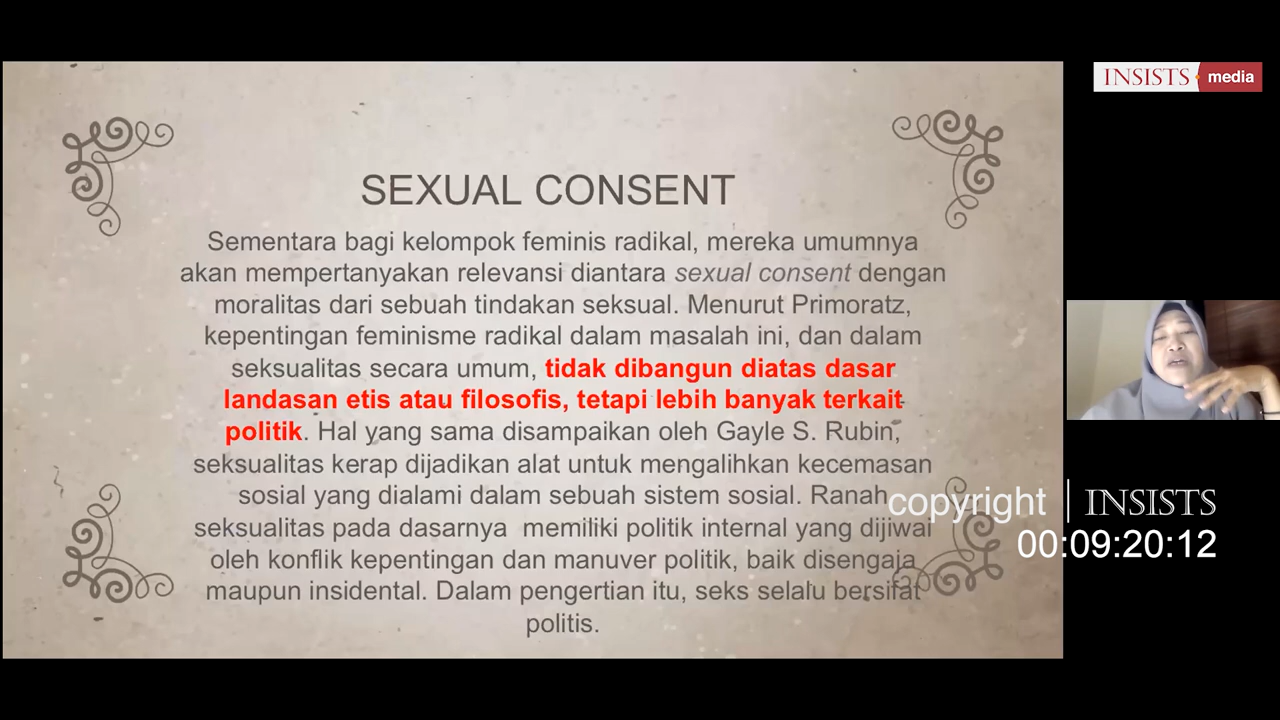 INSISTS media
SEXUAL CONSENT
Sementara bagi kelompok feminis radikal, mereka umumnya
akan mempertanyakan relevansi diantara sexual consent dengan
moralitas dari sebuah tindakan seksual. Menurut Primoratz,
kepentingan feminisme radikal dalam masalah ini, dan dalam
seksualitas secara umum, tidak dibangun diatas dasar
landasan etis atau filosofis, tetapi lebih banyak terkait
politik. Hal yang sama disampaikan oleh Gayle S. Rubin,
seksualitas kerap dijadikan alat untuk mengalihkan kecemasan
sosial yang dialami dalam sebuah sistem sosial. Ranah
seksualitas pada dasarnya memiliki politik internal yang dijiwai
oleh konflik kepentingan dan manuver politik, baik disengaja
maupun insidental. Dalam pengertian itu, seks selalu bersifat
politis.
copyright | INSISTS
00:09:20:12